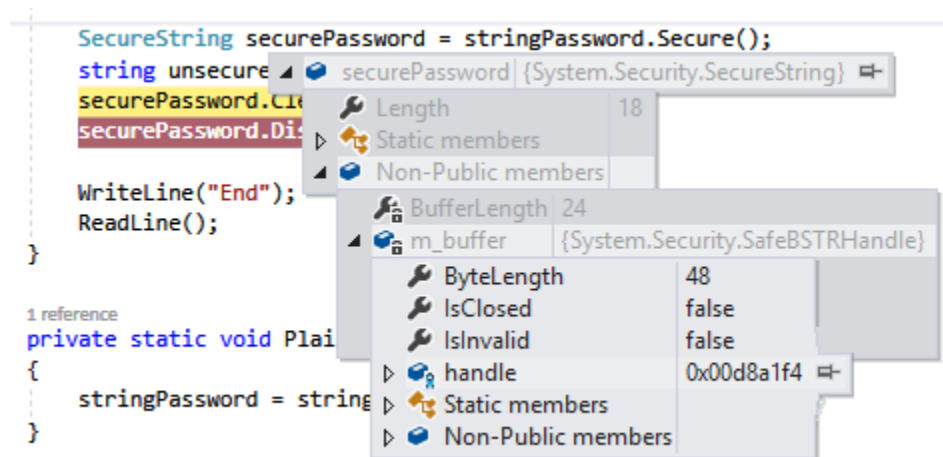 SecureString securePassword = stringPassword.Secure();
string unsecure securePassword {System.Security.SecureString}
securePassword.Cle Length 18
securePassword.Dis Static members
Non-Public members
WriteLine("End"); BufferLength 24
ReadLine(); m_buffer {System.Security.SafeBSTRHandle}
}
ByteLength 48
1 reference IsClosed false
private static void Plai IsInvalid false
{ handle 0x00d8a1f4
stringPassword = string Static members
} Non-Public members